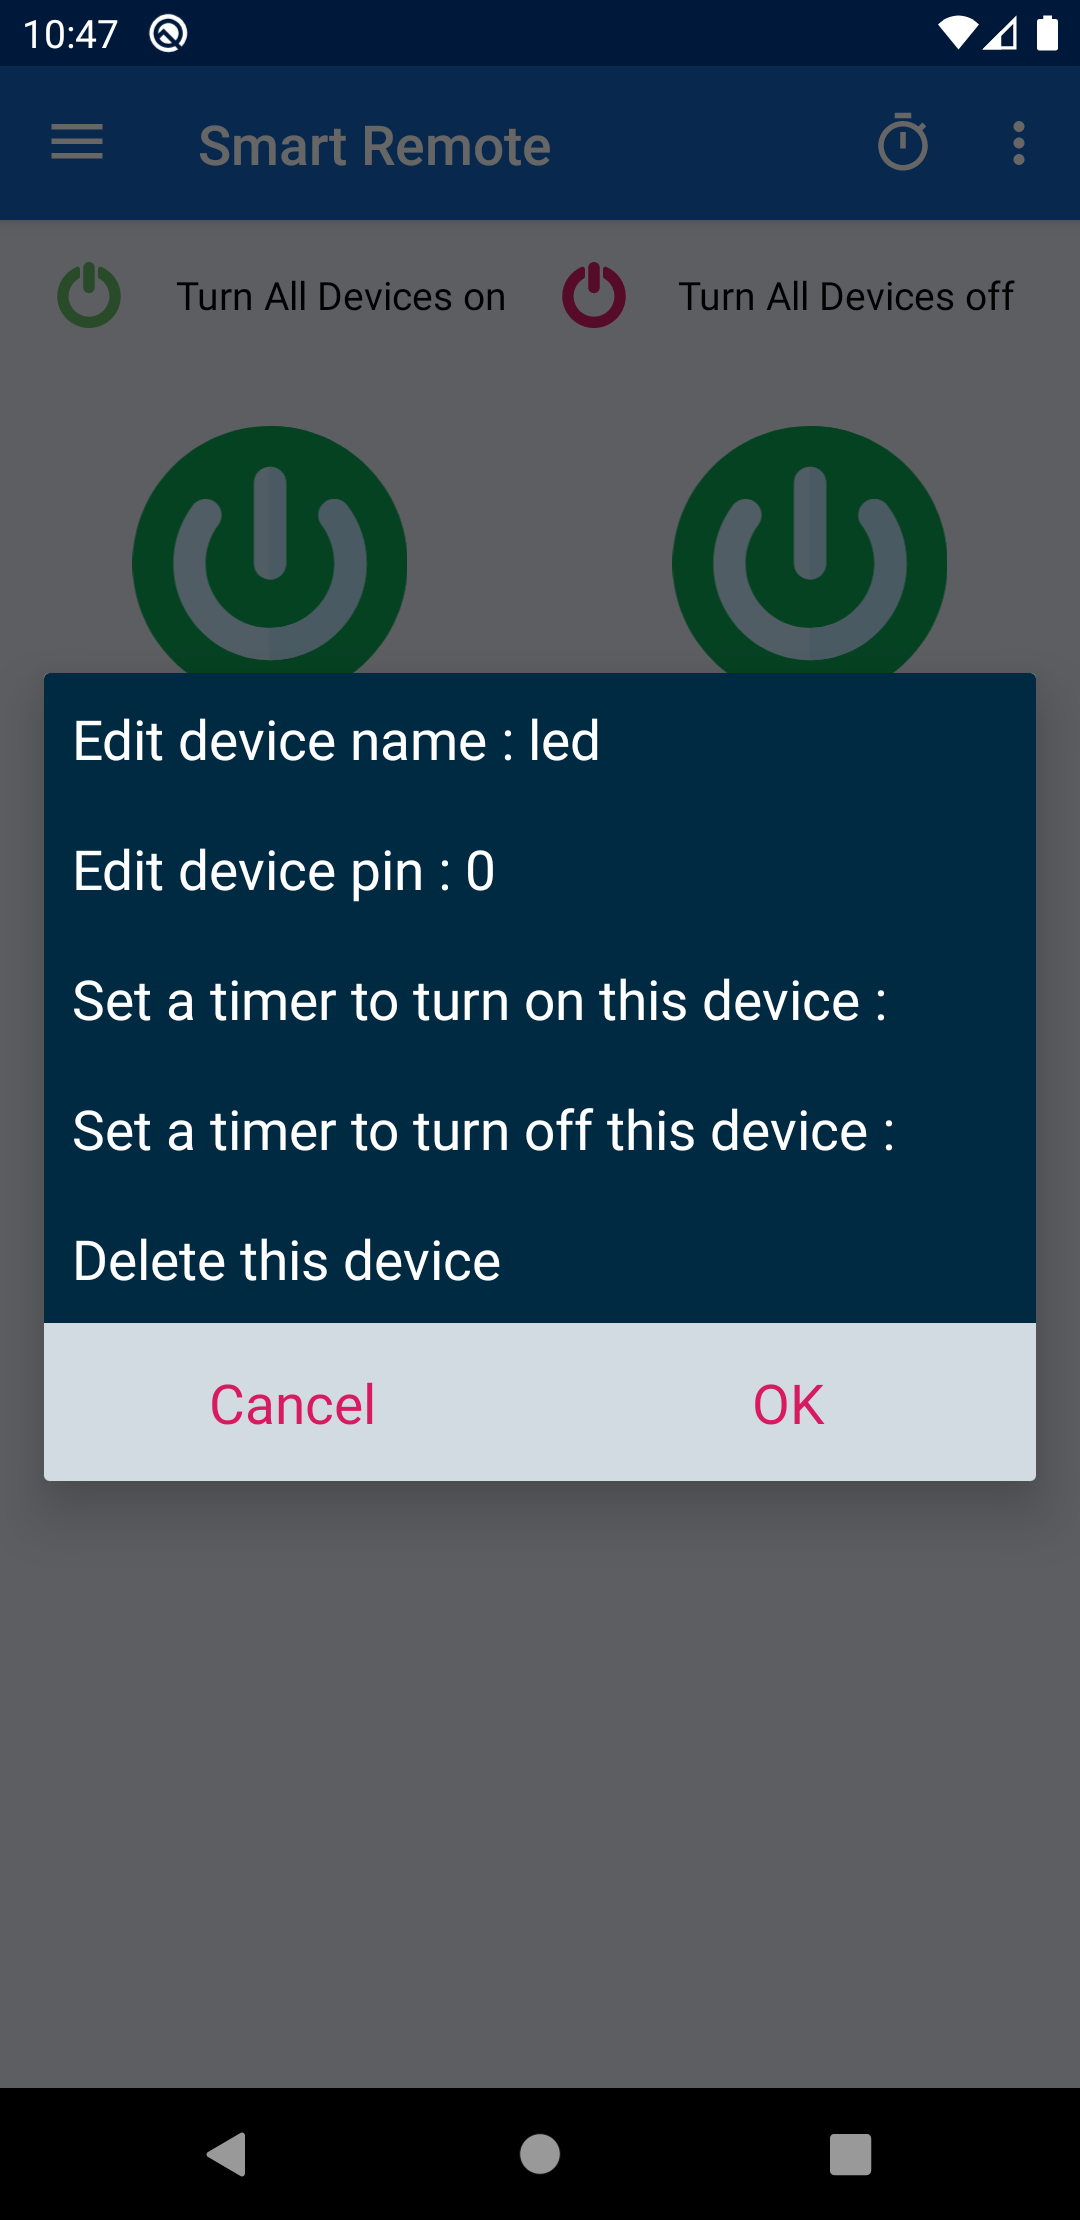 10:47
Smart Remote
Turn All Devices on
Turn All Devices off
Edit device name : led
Edit device pin : 0
Set a timer to turn on this device :
Set a timer to turn off this device :
Delete this device
Cancel
OK